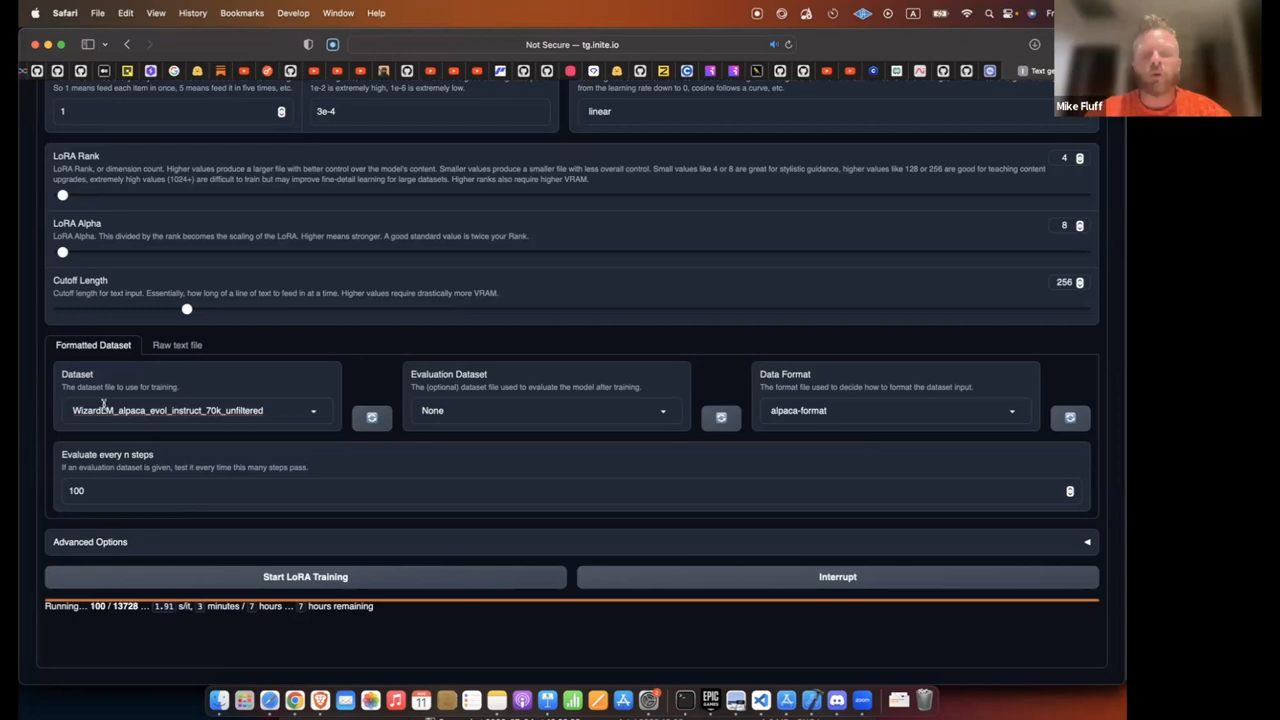 Safari File Edit View History Bookmarks Develop Window Help
Not Secure — tg.inite.io
Text ge
So 1 means feed each item in once, 5 means feed it in five times, etc.
1e-2 is extremely high, 1e-6 is extremely low.
from the learning rate down to 0, cosine follows a curve, etc.
Mike Fluff
1
3e-4
linear
LoRA Rank
4
LoRA Rank, or dimension count. Higher values produce a larger file with better control over the model's content. Smaller values produce a smaller file with less overall control. Small values like 4 or 8 are great for stylistic guidance, higher values like 128 or 256 are good for teaching content
upgrades, extremely high values (1024+) are difficult to train but may improve fine-detail learning for large datasets. Higher ranks also require higher VRAM.
LoRA Alpha
8
LoRA Alpha. This divided by the rank becomes the scaling of the LoRA. Higher means stronger. A good standard value is twice your Rank.
Cutoff Length
256
Cutoff length for text input. Essentially, how long of a line of text to feed in at a time. Higher values require drastically more VRAM.
Formatted Dataset Raw text file
Dataset
The dataset file to use for training.
WizardLM_alpaca_evol_instruct_70k_unfiltered
Evaluation Dataset
The (optional) dataset file used to evaluate the model after training.
None
Data Format
The format file used to decide how to format the dataset input.
alpaca-format
Evaluate every n steps
If an evaluation dataset is given, test it every time this many steps pass.
100
Advanced Options
Start LoRA Training
Interrupt
Running... 100 / 13728 ... 1.91 s/it, 3 minutes / 7 hours ... 7 hours remaining